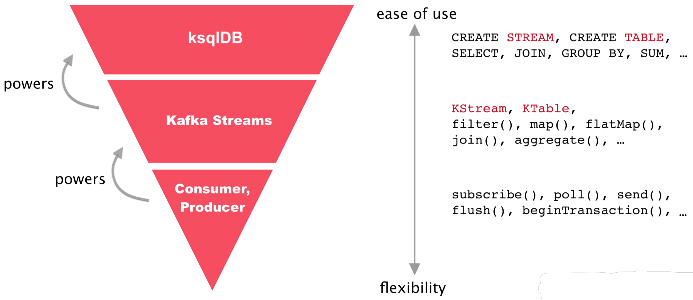 ease of use
ksqlDB
CREATE STREAM, CREATE TABLE,
SELECT, JOIN, GROUP BY, SUM, …
powers
Kafka Streams
KStream, KTable,
filter(), map(), flatMap(),
join(), aggregate(), …
powers
Consumer,
Producer
subscribe(), poll(), send(),
flush(), beginTransaction(), …
flexibility